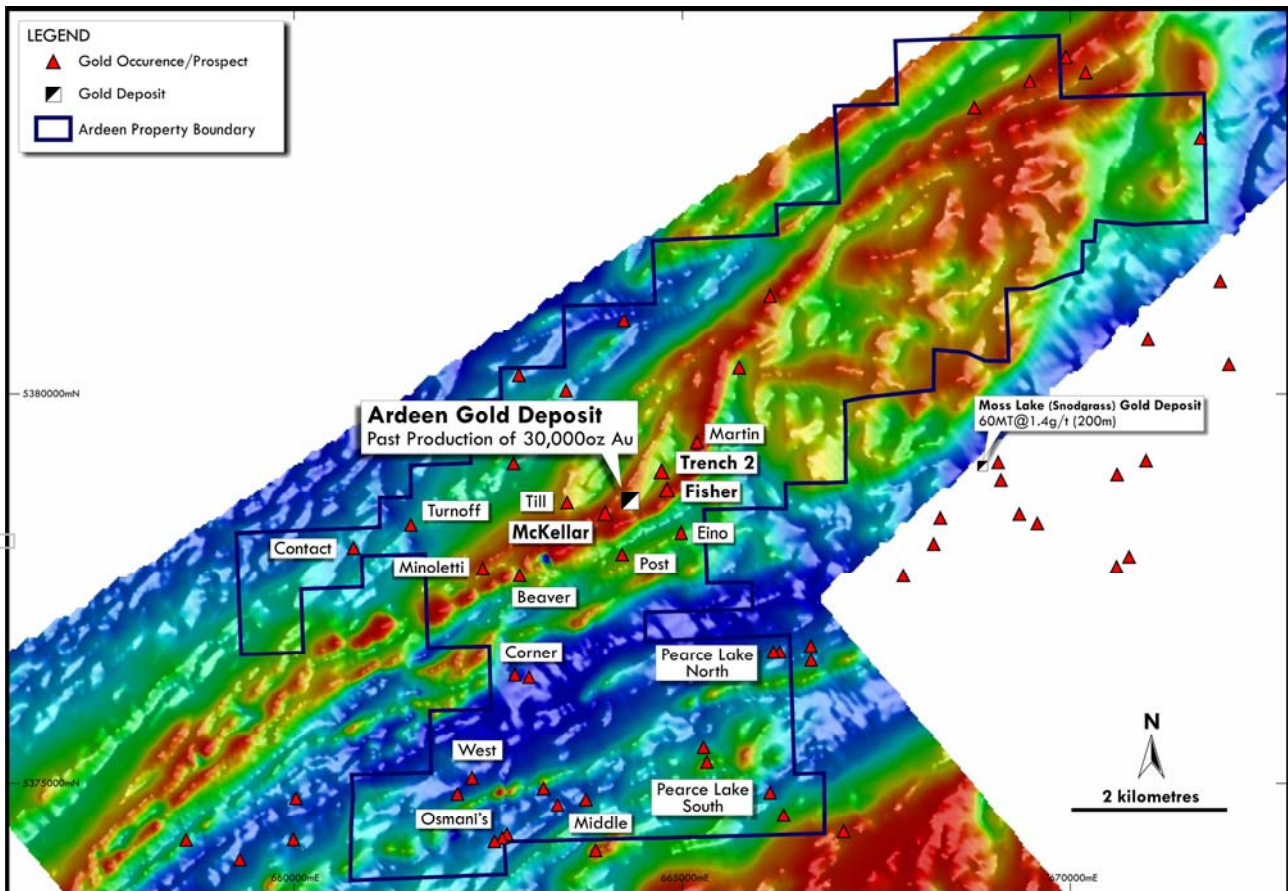 LEGEND
Gold Occurence/Prospect
Gold Deposit
Ardeen Property Boundary
5380000mN
Ardeen Gold Deposit
Past Production of 30,000oz Au
Moss Lake (Snodgrass) Gold Deposit
60MT@1.4g/t (200m)
Martin
Trench 2
Fisher
Till
McKellar
Turnoff
Contact
Eino
Post
Minoletti
Beaver
Corner
Pearce Lake
North
West
Osmani's
Middle
Pearce Lake
South
5375000mN
N
2 kilometres
660000mE
665000mE
670000mE